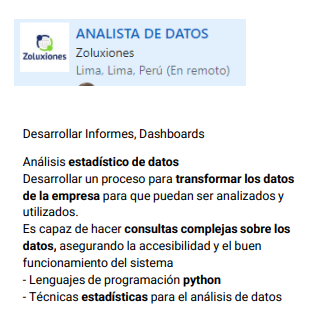 Zoluxiones
ANALISTA DE DATOS
Zoluxiones
Lima, Lima, Perú (En remoto)
Desarrollar Informes, Dashboards
Análisis estadístico de datos
Desarrollar un proceso para transformar los datos
de la empresa para que puedan ser analizados y
utilizados.
Es capaz de hacer consultas complejas sobre los
datos, asegurando la accesibilidad y el buen
funcionamiento del sistema
- Lenguajes de programación python
- Técnicas estadísticas para el análisis de datos